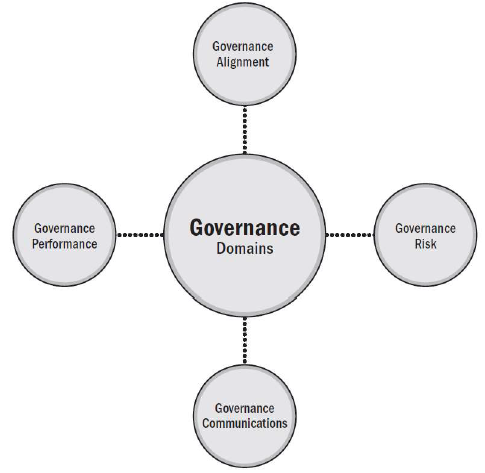 Governance
Alignment
Governance
Performance
Governance
Domains
Governance
Risk
Governance
Communications